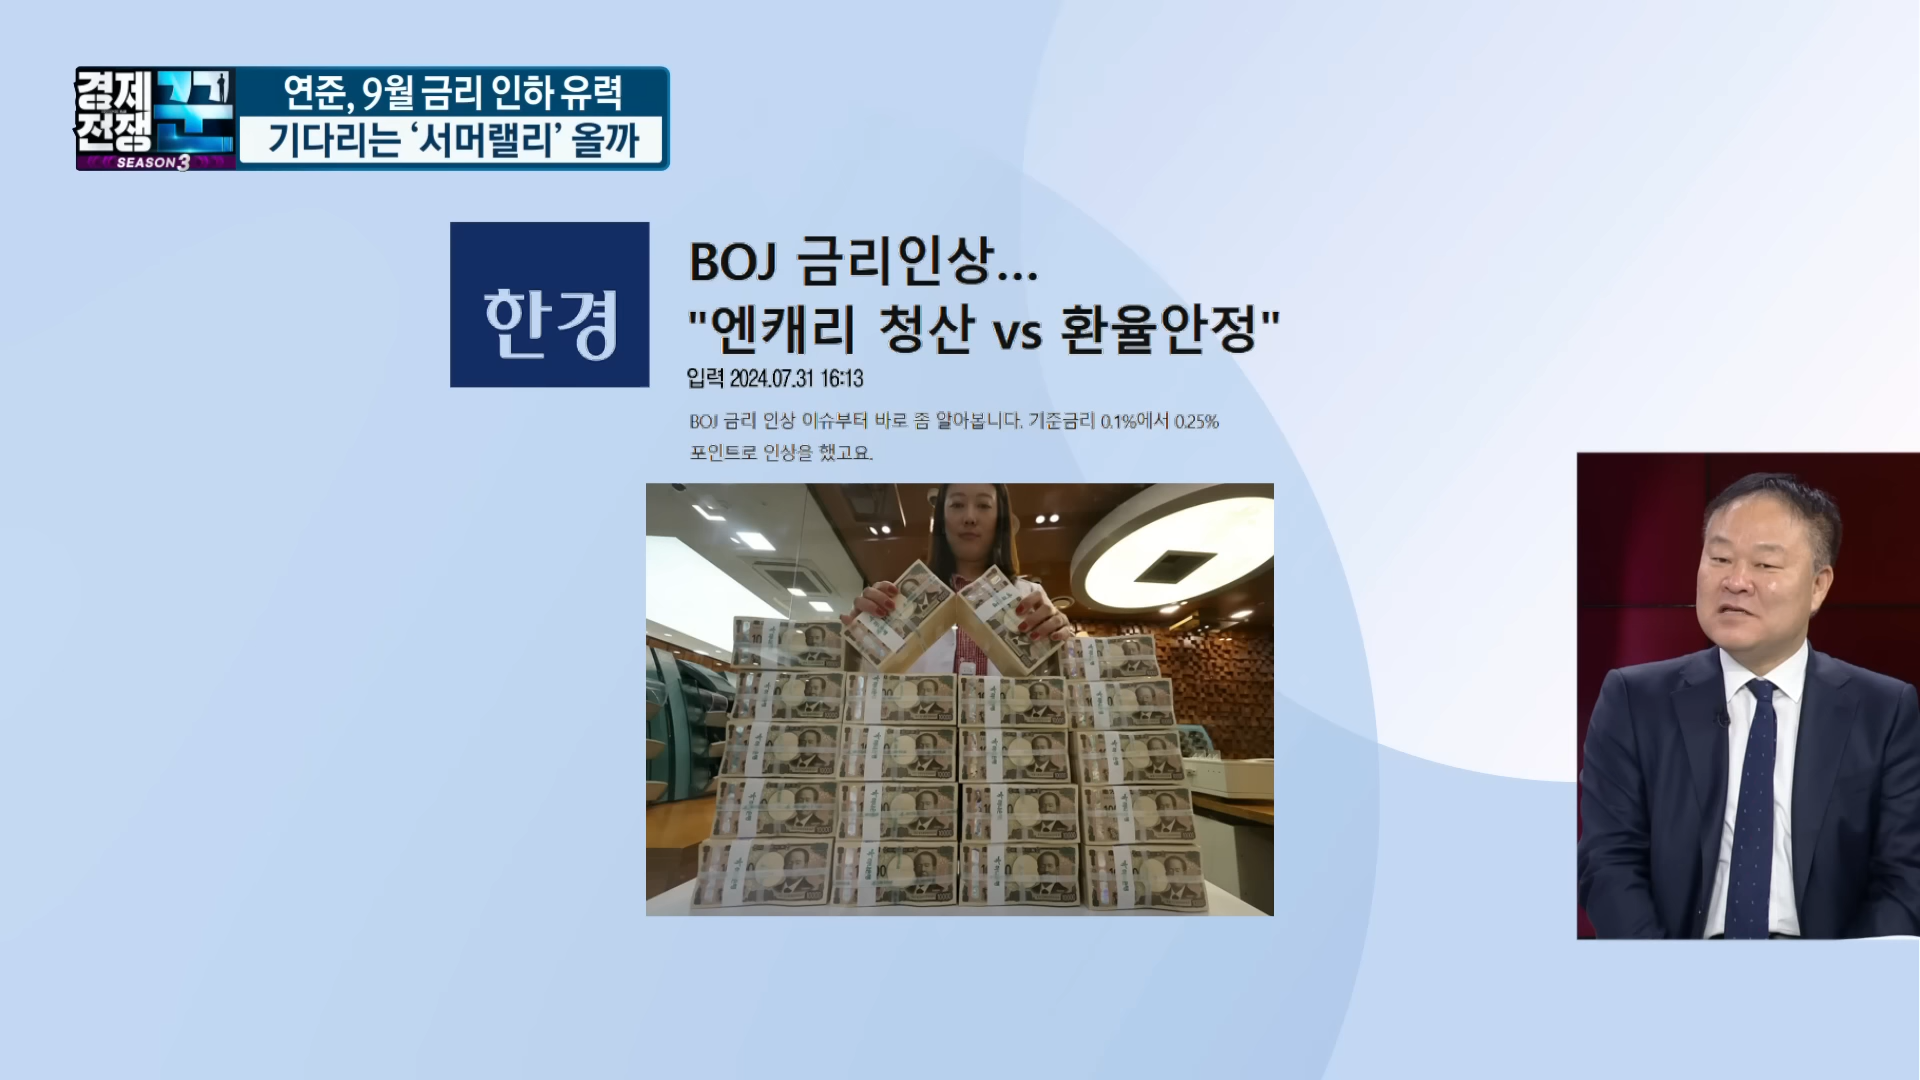 경제
전쟁
꾼
SEASON3
연준, 9월 금리 인하 유력
기다리는 ‘서머랠리’ 올까
한경
BOJ 금리인상...
"엔캐리 청산 vs 환율안정"
입력 2024.07.31 16:13
BOJ 금리 인상 이슈부터 바로 좀 알아봅니다. 기준금리 0.1%에서 0.25%
포인트로 인상을 했고요.